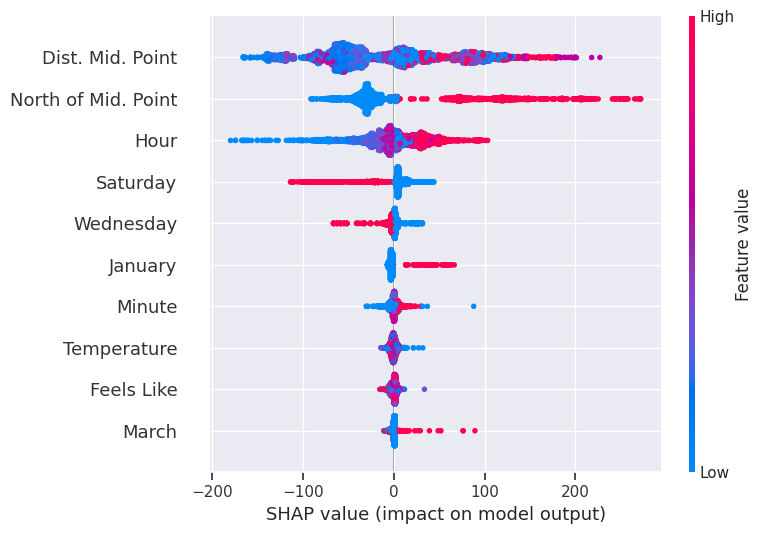 High
Dist. Mid. Point
North of Mid. Point
Hour
Saturday
Wednesday
January
Minute
Temperature
Feels Like
March
Feature value
Low
−200 −100 0 100 200
SHAP value (impact on model output)